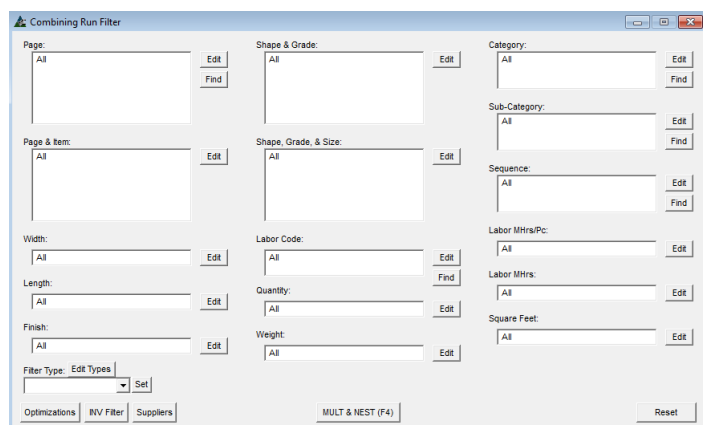 Combining Run Filter
Page:
All
Edit
Find
Page & Item:
All
Edit
Width:
All
Edit
Length:
All
Edit
Finish:
All
Edit
Filter Type: Edit Types
Set
Shape & Grade:
All
Edit
Shape, Grade, & Size:
All
Edit
Labor Code:
All
Edit
Find
Quantity:
All
Edit
Weight:
All
Edit
Category:
All
Edit
Find
Sub-Category:
All
Edit
Find
Sequence:
All
Edit
Find
Labor MHrs/Pc:
All
Edit
Labor MHrs:
All
Edit
Square Feet:
All
Edit
Optimizations INV Filter Suppliers MULT & NEST (F4) Reset